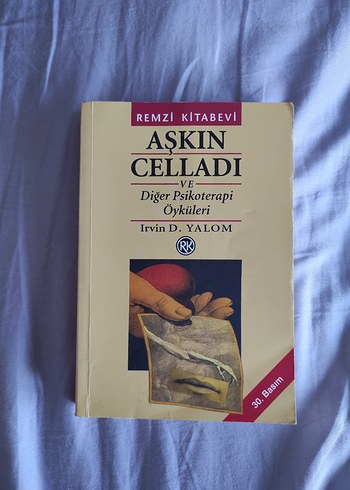 REMZİ KİTABEVİ
AŞKIN
CELLADI
VE
Diğer Psikoterapi
Öyküleri
Irvin D. YALOM
RK
30. Basım